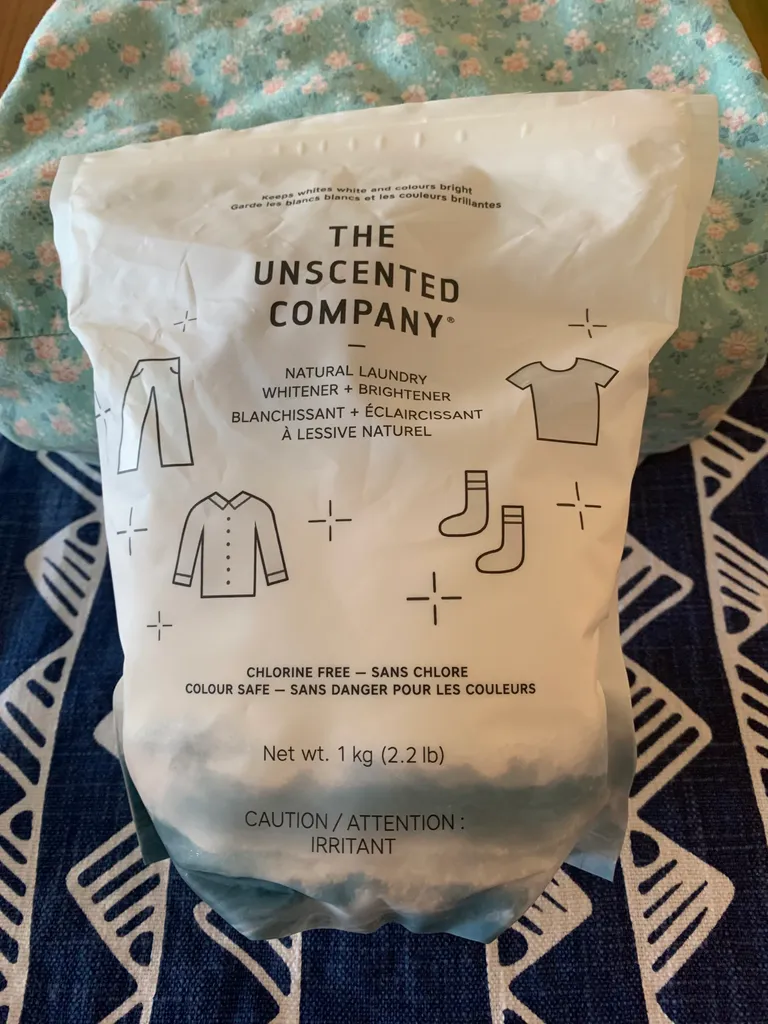 Keeps whites white and colours bright
Garde les blancs blancs et les couleurs brillantes
THE
UNSCENTED
COMPANY®
—
NATURAL LAUNDRY
WHITENER + BRIGHTENER
BLANCHISSANT + ÉCLAIRCISSANT
À LESSIVE NATUREL
CHLORINE FREE — SANS CHLORE
COLOUR SAFE — SANS DANGER POUR LES COULEURS
Net wt. 1 kg (2.2 lb)
CAUTION / ATTENTION :
IRRITANT